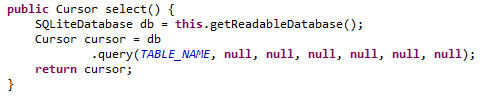 public Cursor select() {
    SQLiteDatabase db = this.getReadableDatabase();
    Cursor cursor = db
            .query(TABLE_NAME, null, null, null, null, null, null);
    return cursor;
}